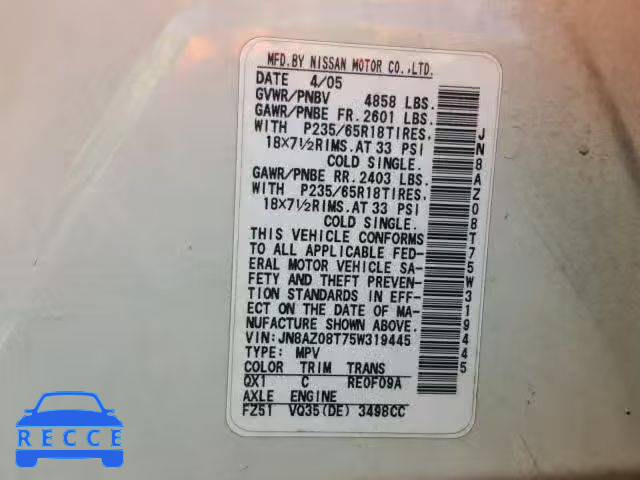 MFD.BY NISSAN MOTOR CO.,LTD.
DATE 4/05
GVWR/PNBV 4858 LBS.
GAWR/PNBE FR. 2601 LBS.
WITH P235/65R18TIRES.
18X7½RIMS.AT 33 PSI
COLD SINGLE.
GAWR/PNBE RR. 2403 LBS.
WITH P235/65R18TIRES.
18X7½RIMS.AT 33 PSI
COLD SINGLE.
THIS VEHICLE CONFORMS
TO ALL APPLICABLE FED-
ERAL MOTOR VEHICLE SA-
FETY AND THEFT PREVEN-
TION STANDARDS IN EFF-
ECT ON THE DATE OF MA-
NUFACTURE SHOWN ABOVE.
VIN:JN8AZ08T75W319445
TYPE: MPV
COLOR TRIM TRANS
QX1 C RE0F09A
AXLE ENGINE
FZ51 VQ35(DE) 3498CC
JN8AZ08T75W319445
RECCE